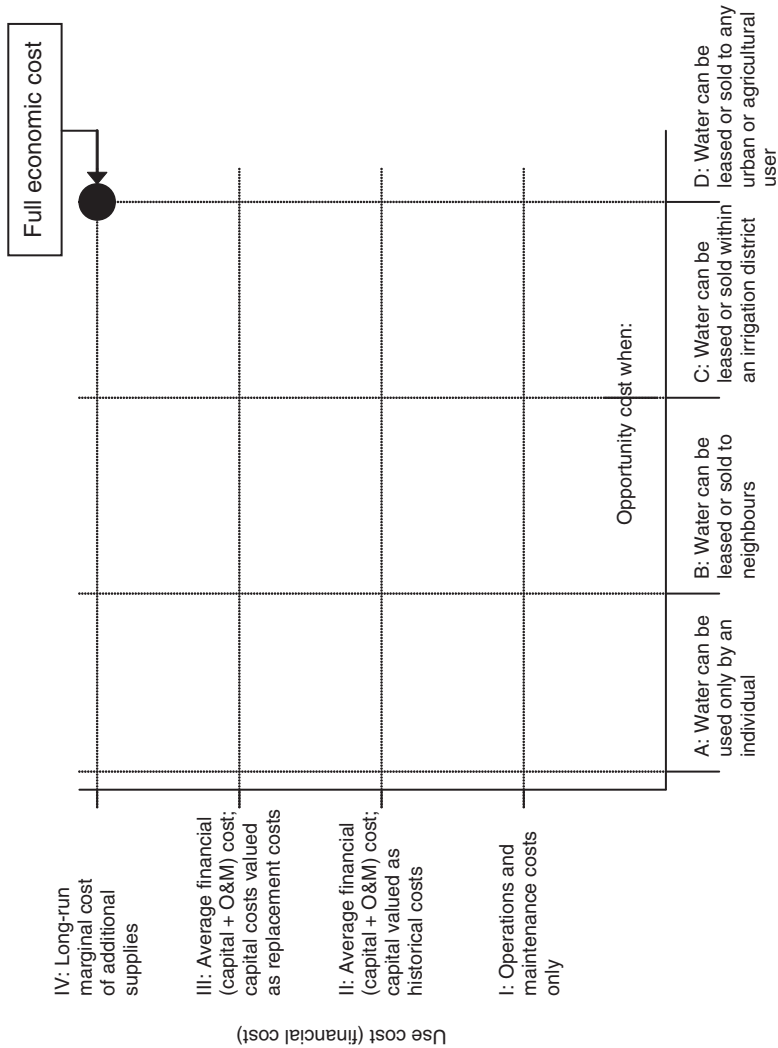 Full economic cost
IV: Long-run
marginal cost
of additional
supplies
III: Average financial
(capital + O&M) cost;
capital costs valued
as replacement costs
II: Average financial
(capital + O&M) cost;
capital valued as
historical costs
I: Operations and
maintenance costs
only
Use cost (financial cost)
Opportunity cost when:
A: Water can be
used only by an
individual
B: Water can be
leased or sold to
neighbours
C: Water can be
leased or sold within
an irrigation district
D: Water can be
leased or sold to any
urban or agricultural
user